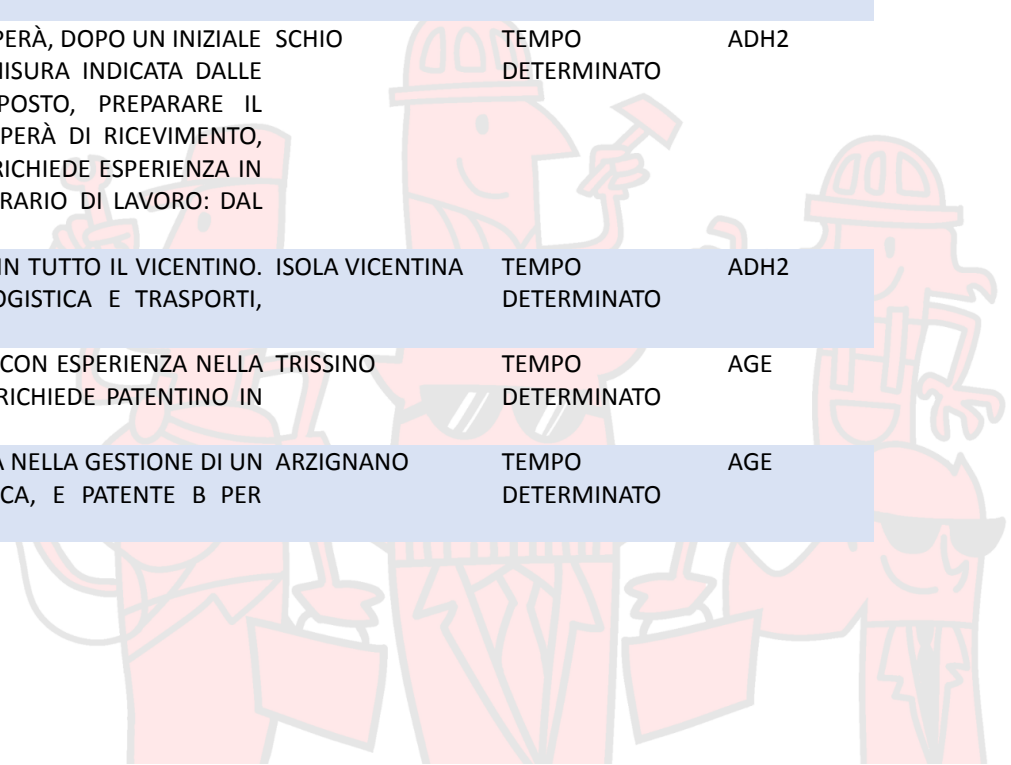 PERÀ, DOPO UN INIZIALE SCHIO TEMPO ADH2
MISURA INDICATA DALLE DETERMINATO
POSTO, PREPARARE IL
PERÀ DI RICEVIMENTO,
RICHIEDE ESPERIENZA IN
RARIO DI LAVORO: DAL
IN TUTTO IL VICENTINO. ISOLA VICENTINA TEMPO ADH2
OGISTICA E TRASPORTI, DETERMINATO
CON ESPERIENZA NELLA TRISSINO TEMPO AGE
RICHIEDE PATENTINO IN DETERMINATO
A NELLA GESTIONE DI UN ARZIGNANO TEMPO AGE
CA, E PATENTE B PER DETERMINATO